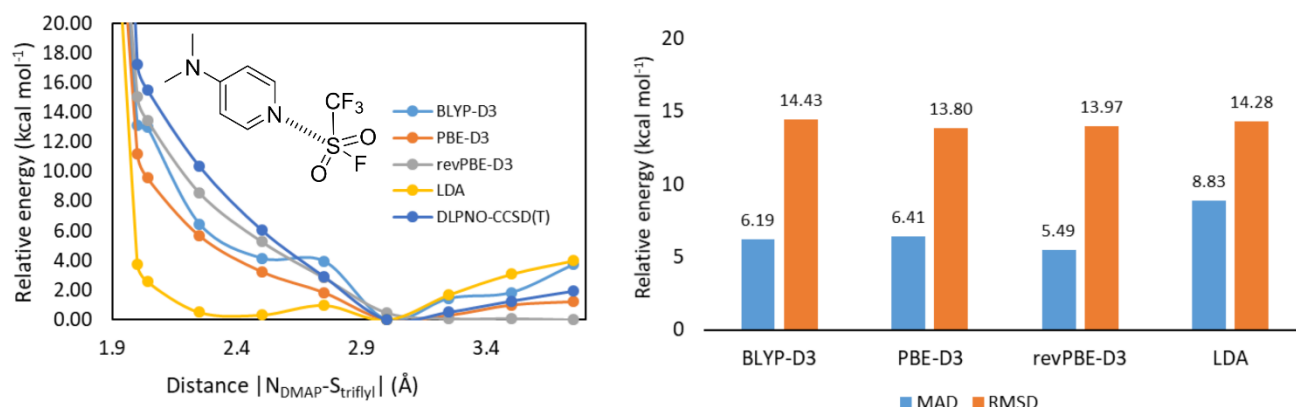 20.00
18.00
16.00
14.00
12.00
10.00
8.00
6.00
4.00
2.00
0.00
Relative energy (kcal mol⁻¹)
1.9 2.4 2.9 3.4
Distance |N_DMAP-S_triflyl| (Å)
N
N
CF₃
S
O
O
F
BLYP-D3
PBE-D3
revPBE-D3
LDA
DLPNO-CCSD(T)
20
15
10
5
0
Relative energy (kcal mol⁻¹)
14.43 13.80 13.97 14.28
6.19 6.41 5.49 8.83
BLYP-D3 PBE-D3 revPBE-D3 LDA
MAD RMSD